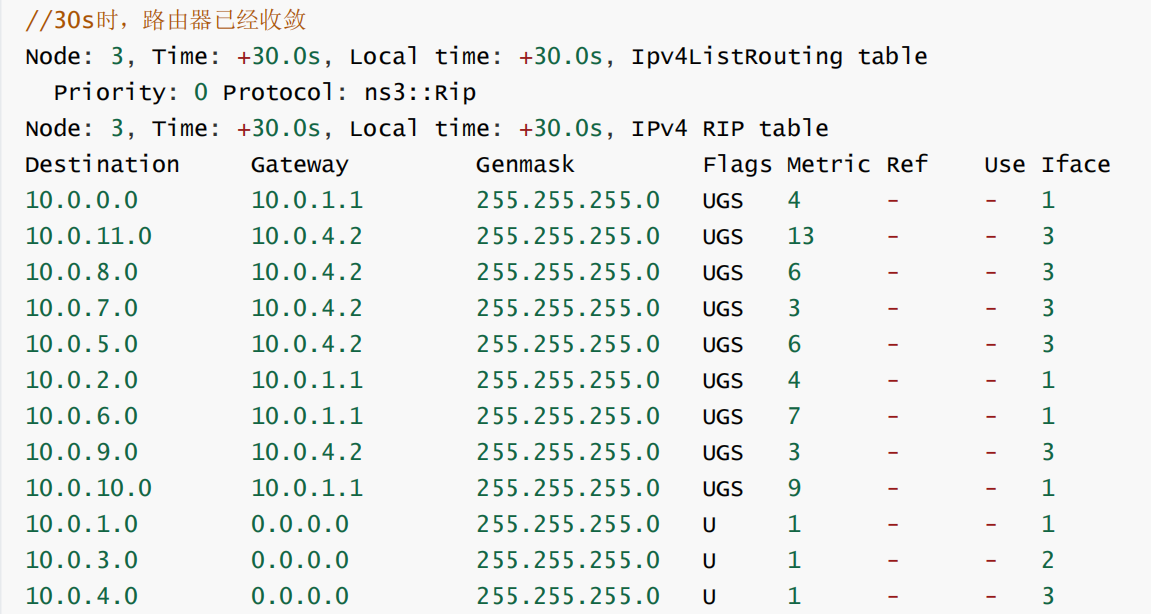 //30s时，路由器已经收敛
Node: 3, Time: +30.0s, Local time: +30.0s, Ipv4ListRouting table
  Priority: 0 Protocol: ns3::Rip
Node: 3, Time: +30.0s, Local time: +30.0s, IPv4 RIP table
Destination     Gateway         Genmask         Flags Metric Ref    Use Iface
10.0.0.0        10.0.1.1        255.255.255.0   UGS   4      -      -   1
10.0.11.0       10.0.4.2        255.255.255.0   UGS   13     -      -   3
10.0.8.0        10.0.4.2        255.255.255.0   UGS   6      -      -   3
10.0.7.0        10.0.4.2        255.255.255.0   UGS   3      -      -   3
10.0.5.0        10.0.4.2        255.255.255.0   UGS   6      -      -   3
10.0.2.0        10.0.1.1        255.255.255.0   UGS   4      -      -   1
10.0.6.0        10.0.1.1        255.255.255.0   UGS   7      -      -   1
10.0.9.0        10.0.4.2        255.255.255.0   UGS   3      -      -   3
10.0.10.0       10.0.1.1        255.255.255.0   UGS   9      -      -   1
10.0.1.0        0.0.0.0         255.255.255.0   U     1      -      -   1
10.0.3.0        0.0.0.0         255.255.255.0   U     1      -      -   2
10.0.4.0        0.0.0.0         255.255.255.0   U     1      -      -   3